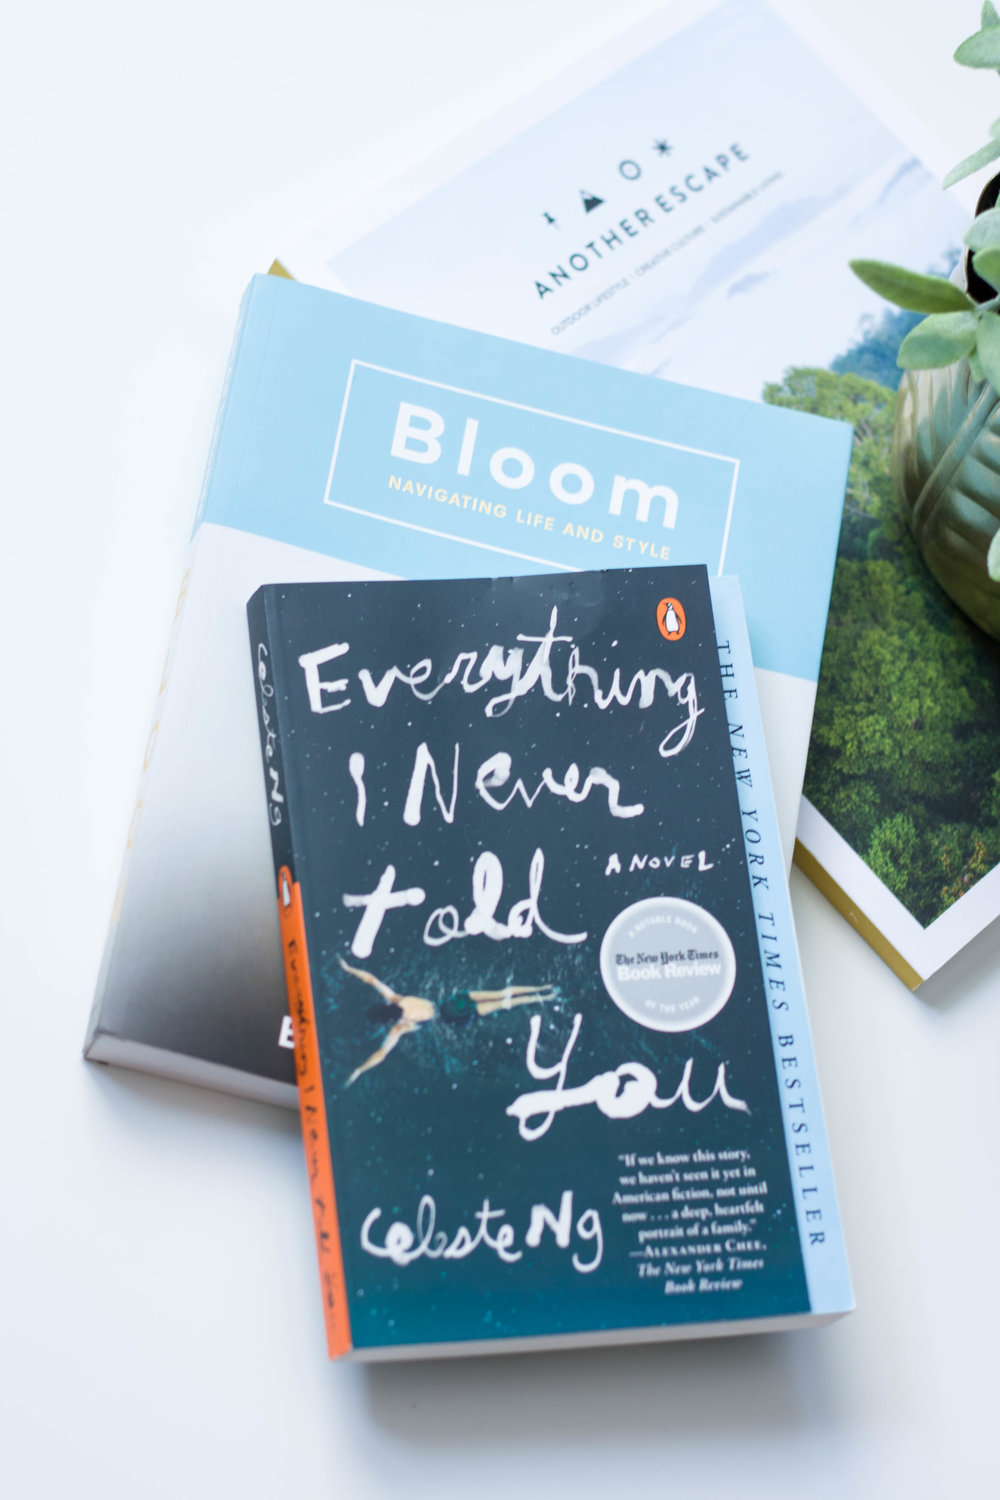 ANOTHER ESCAPE
OUTDOOR LIFESTYLE | CREATIVE CULTURE | SUSTAINABLE LIVING
Bloom
NAVIGATING LIFE AND STYLE
Everything
I Never
told
You
A NOVEL
A NOTABLE BOOK
The New York Times
Book Review
OF THE YEAR
Celeste Ng
"If we know this story,
we haven't seen it yet in
American fiction, not until
now . . . a deep, heartfelt
portrait of a family."
—ALEXANDER CHEE,
The New York Times
Book Review
THE NEW YORK TIMES BESTSELLER
Celeste Ng
Everything I Never told You